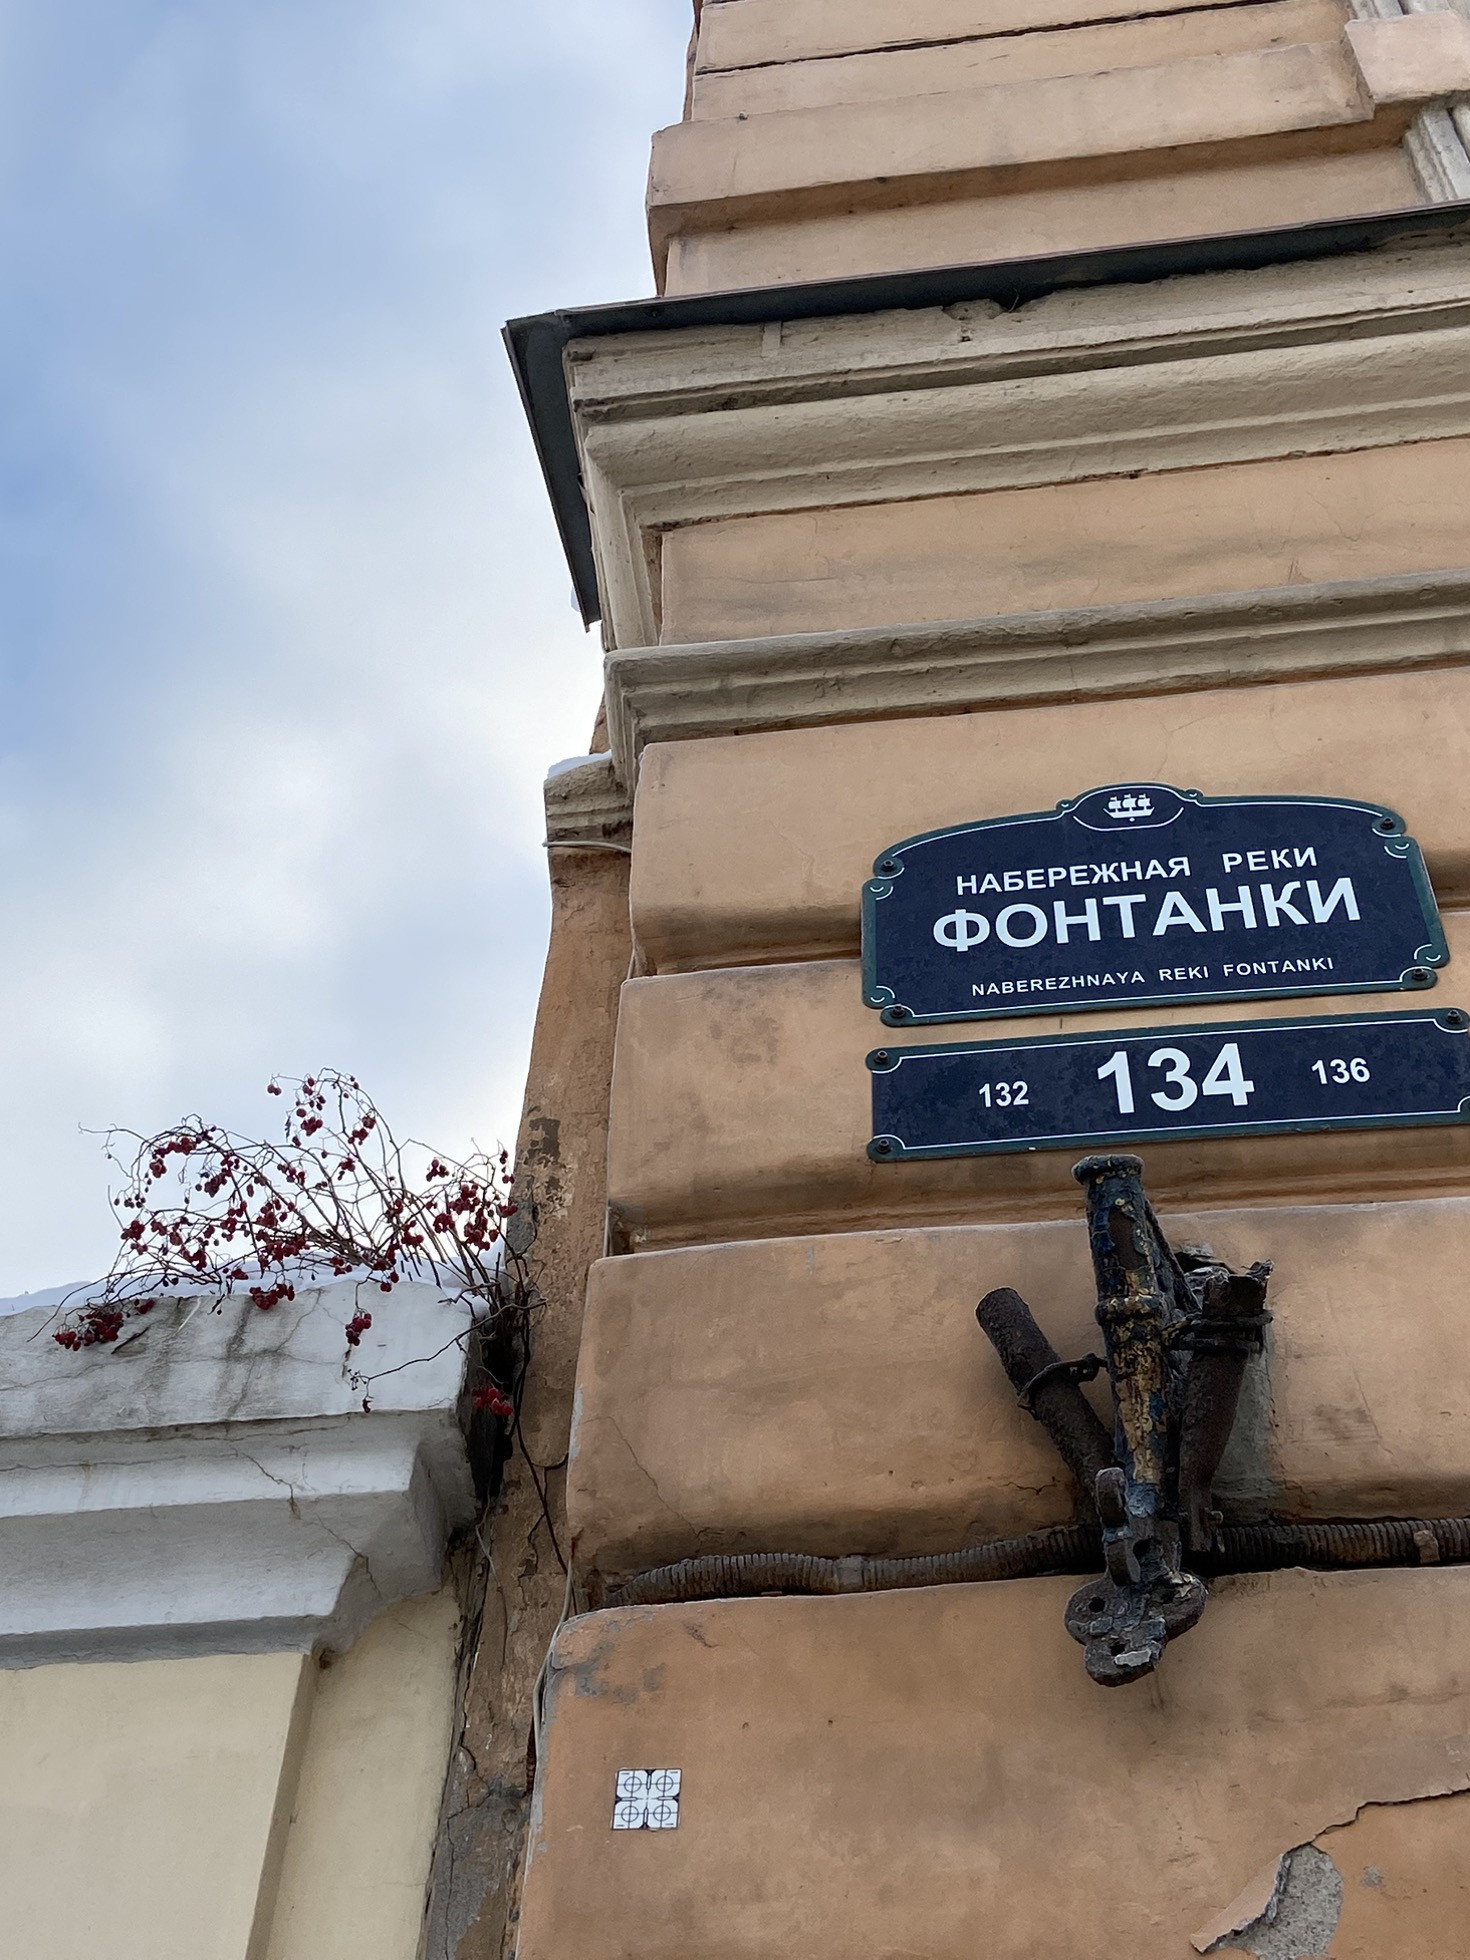 НАБЕРЕЖНАЯ РЕКИ
ФОНТАНКИ
NABEREZHNAYA REKI FONTANKI
132 134 136